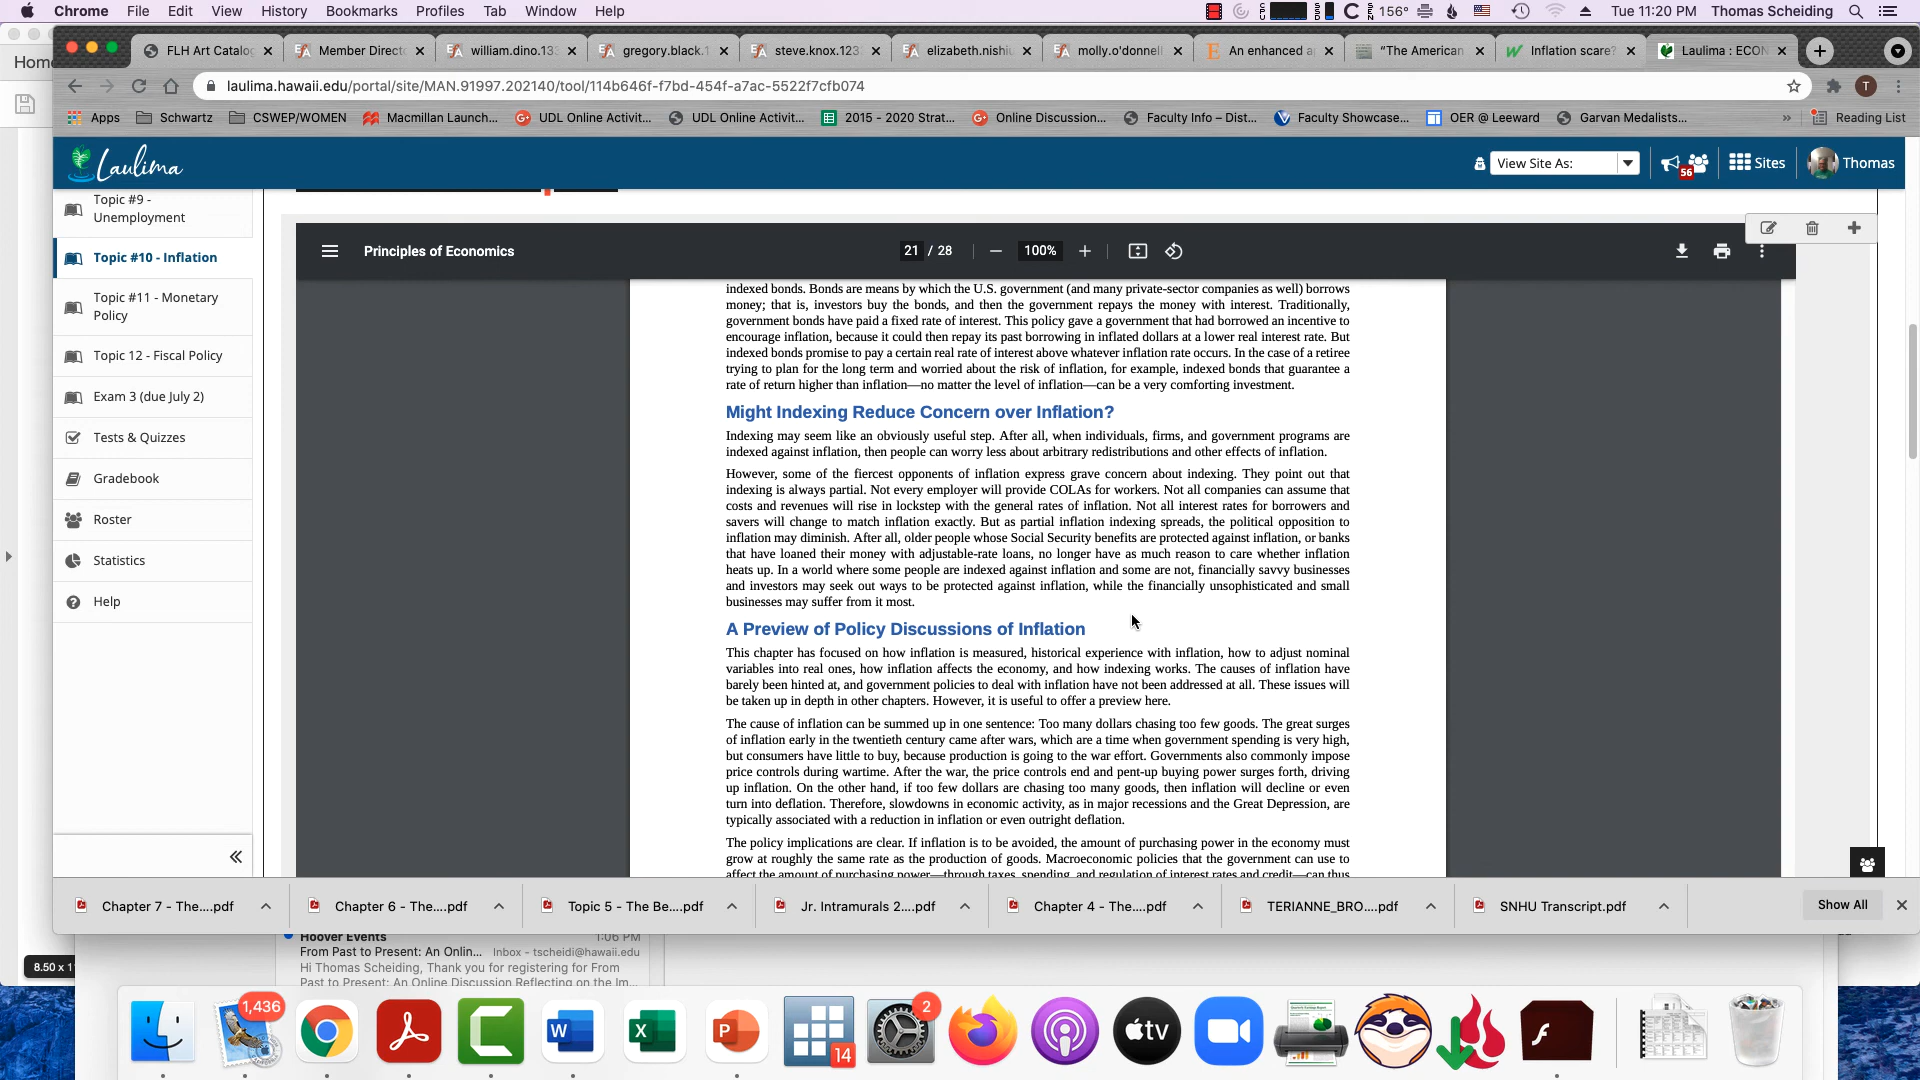 Chrome File Edit View History Bookmarks Profiles Tab Window Help 156° Tue 11:20 PM Thomas Scheiding
Home
FLH Art Catalog Member Direct william.dino.13 gregory.black.1 steve.knox.123 elizabeth.nishi molly.o'donnell An enhanced a "The American Inflation scare? Laulima : ECON
laulima.hawaii.edu/portal/site/MAN.91997.202140/tool/114b646f-f7bd-454f-a7ac-5522f7cfb074
Apps Schwartz CSWEP/WOMEN Macmillan Launch... UDL Online Activit... UDL Online Activit... 2015 - 2020 Strat... Online Discussion... Faculty Info – Dist... Faculty Showcase... OER @ Leeward Garvan Medalists... » Reading List
Laulima View Site As: 56 Sites Thomas
Topic #9 -
Unemployment
Topic #10 - Inflation
Topic #11 - Monetary
Policy
Topic 12 - Fiscal Policy
Exam 3 (due July 2)
Tests & Quizzes
Gradebook
Roster
Statistics
Help
Principles of Economics 21 / 28 100%
indexed bonds. Bonds are means by which the U.S. government (and many private-sector companies as well) borrows
money; that is, investors buy the bonds, and then the government repays the money with interest. Traditionally,
government bonds have paid a fixed rate of interest. This policy gave a government that had borrowed an incentive to
encourage inflation, because it could then repay its past borrowing in inflated dollars at a lower real interest rate. But
indexed bonds promise to pay a certain real rate of interest above whatever inflation rate occurs. In the case of a retiree
trying to plan for the long term and worried about the risk of inflation, for example, indexed bonds that guarantee a
rate of return higher than inflation—no matter the level of inflation—can be a very comforting investment.
Might Indexing Reduce Concern over Inflation?
Indexing may seem like an obviously useful step. After all, when individuals, firms, and government programs are
indexed against inflation, then people can worry less about arbitrary redistributions and other effects of inflation.
However, some of the fiercest opponents of inflation express grave concern about indexing. They point out that
indexing is always partial. Not every employer will provide COLAs for workers. Not all companies can assume that
costs and revenues will rise in lockstep with the general rates of inflation. Not all interest rates for borrowers and
savers will change to match inflation exactly. But as partial inflation indexing spreads, the political opposition to
inflation may diminish. After all, older people whose Social Security benefits are protected against inflation, or banks
that have loaned their money with adjustable-rate loans, no longer have as much reason to care whether inflation
heats up. In a world where some people are indexed against inflation and some are not, financially savvy businesses
and investors may seek out ways to be protected against inflation, while the financially unsophisticated and small
businesses may suffer from it most.
A Preview of Policy Discussions of Inflation
This chapter has focused on how inflation is measured, historical experience with inflation, how to adjust nominal
variables into real ones, how inflation affects the economy, and how indexing works. The causes of inflation have
barely been hinted at, and government policies to deal with inflation have not been addressed at all. These issues will
be taken up in depth in other chapters. However, it is useful to offer a preview here.
The cause of inflation can be summed up in one sentence: Too many dollars chasing too few goods. The great surges
of inflation early in the twentieth century came after wars, which are a time when government spending is very high,
but consumers have little to buy, because production is going to the war effort. Governments also commonly impose
price controls during wartime. After the war, the price controls end and pent-up buying power surges forth, driving
up inflation. On the other hand, if too few dollars are chasing too many goods, then inflation will decline or even
turn into deflation. Therefore, slowdowns in economic activity, as in major recessions and the Great Depression, are
typically associated with a reduction in inflation or even outright deflation.
The policy implications are clear. If inflation is to be avoided, the amount of purchasing power in the economy must
grow at roughly the same rate as the production of goods. Macroeconomic policies that the government can use to
affect the amount of purchasing power—through taxes, spending, and regulation of interest rates and credit—can thus
Chapter 7 - The....pdf Chapter 6 - The....pdf Topic 5 - The Be....pdf Jr. Intramurals 2....pdf Chapter 4 - The....pdf TERIANNE_BRO....pdf SNHU Transcript.pdf Show All
Hoover Events 1:06 PM
From Past to Present: An Onlin... Inbox - tscheidi@hawaii.edu
Hi Thomas Scheiding, Thank you for registering for From
Past to Present: An Online Discussion Reflecting on the Im...
8.50 x 1
1,436 2 14 tv